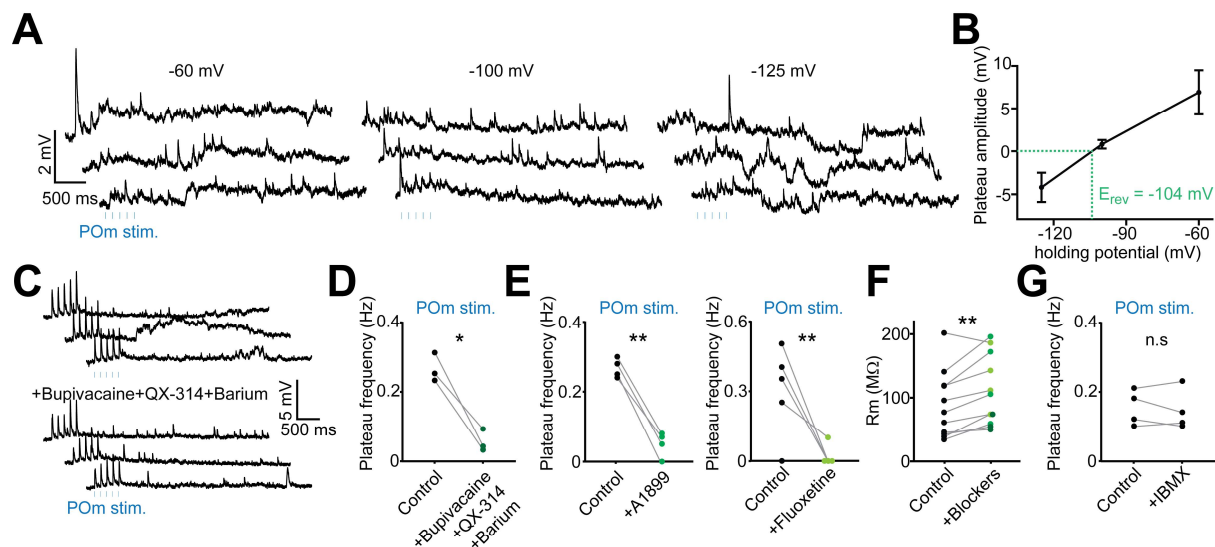 A
-60 mV
-100 mV
-125 mV
2 mV
500 ms
POm stim.
B
Plateau amplitude (mV)
10
5
0
-5
Erev = -104 mV
-120
-90
-60
holding potential (mV)
C
+Bupivacaine+QX-314+Barium
5 mV
500 ms
POm stim.
D
POm stim.
Plateau frequency (Hz)
0.4
0.2
0
*
Control
+Bupivacaine
+QX-314
+Barium
E
POm stim.
Plateau frequency (Hz)
0.4
0.2
0
**
Control
+A1899
POm stim.
Plateau frequency (Hz)
0.6
0.3
0
**
Control
+Fluoxetine
F
**
Rm (MΩ)
200
100
0
Control
+Blockers
G
POm stim.
n.s
Plateau frequency (Hz)
0.4
0.2
0
Control
+IBMX